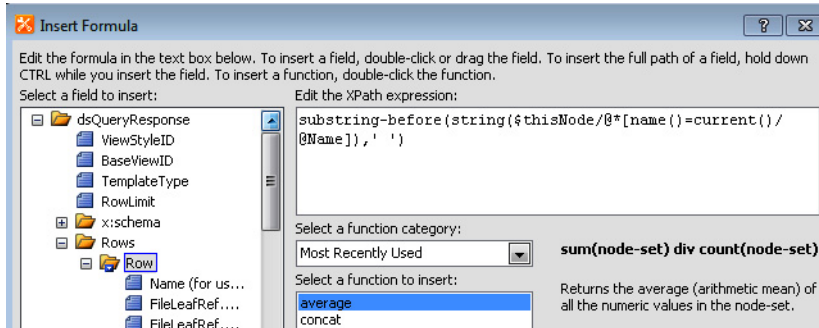 Insert Formula
Edit the formula in the text box below. To insert a field, double-click or drag the field. To insert the full path of a field, hold down
CTRL while you insert the field. To insert a function, double-click the function.
Select a field to insert:
dsQueryResponse
ViewStyleID
BaseViewID
TemplateType
RowLimit
x:schema
Rows
Row
Name (for us...
FileLeafRef....
FileLeafRef....
Edit the XPath expression:
substring-before(string($thisNode/@*[name()=current()/
@Name]),' ')
Select a function category:
Most Recently Used
Select a function to insert:
average
concat
sum(node-set) div count(node-set)
Returns the average (arithmetic mean) of
all the numeric values in the node-set.